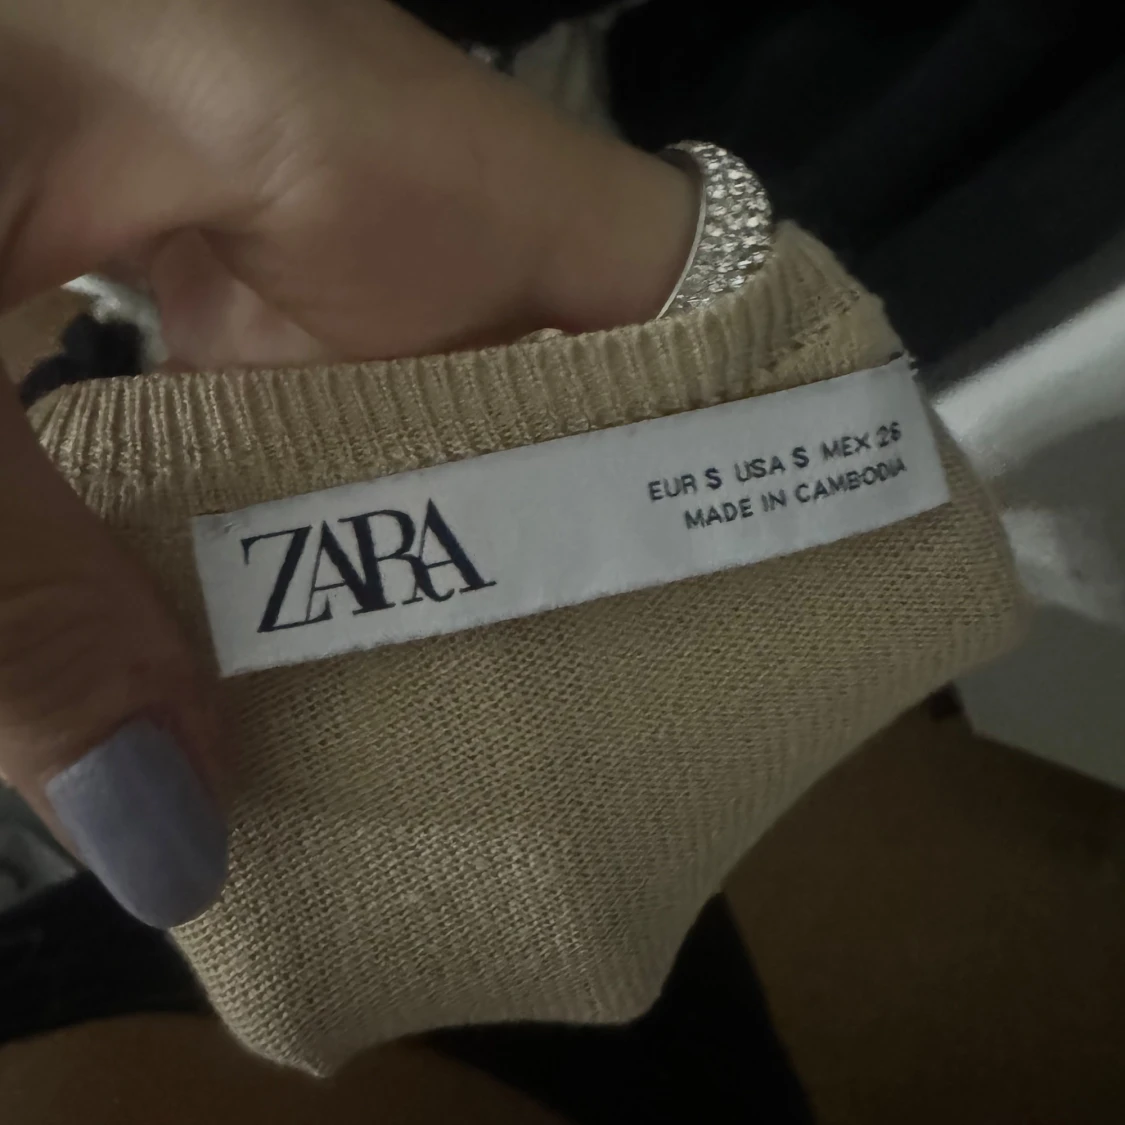 ZARA
EUR S USA S MEX 26
MADE IN CAMBODIA